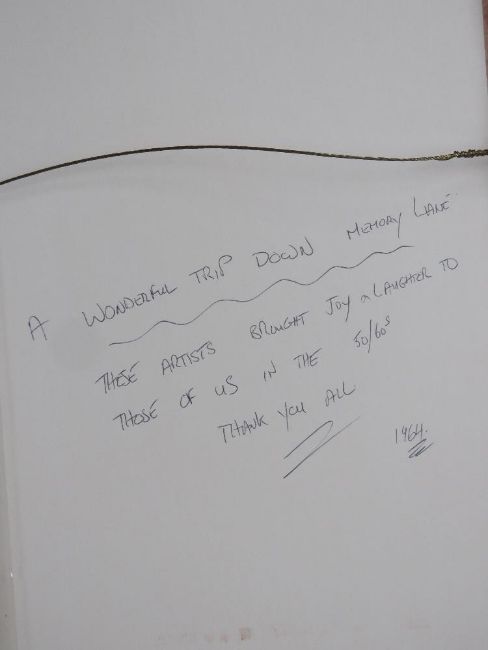 A WONDERFUL TRIP DOWN MEMORY LANE
THESE ARTISTS BROUGHT JOY & LAUGHTER TO
THOSE OF US IN THE 50/60s
THANK YOU ALL
1964.